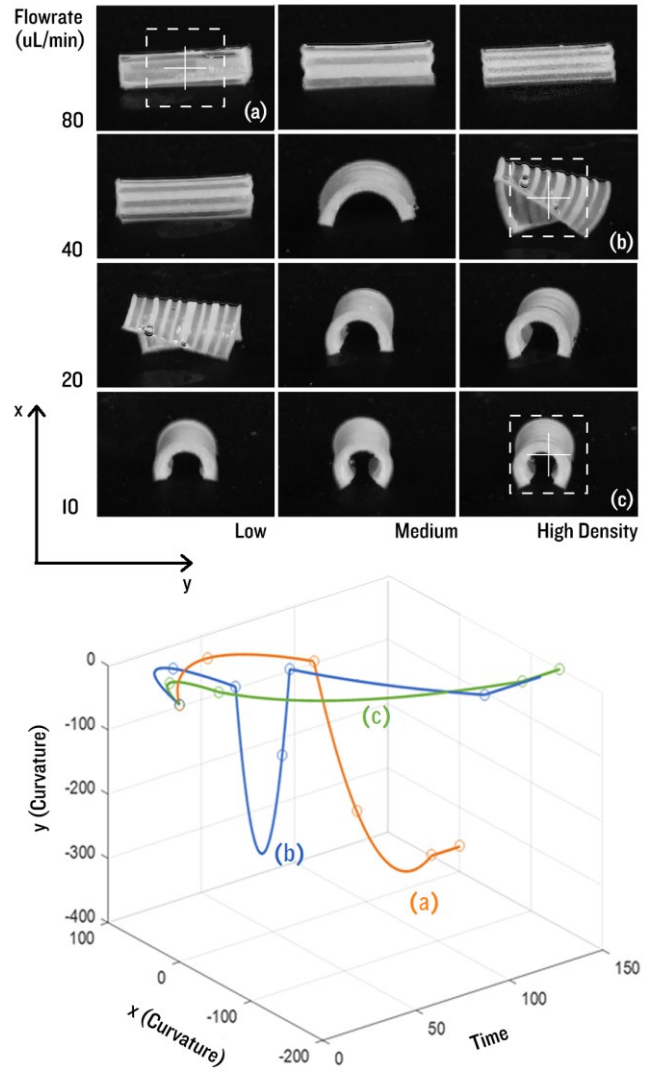 Flowrate
(uL/min)
(a)
80
40
(b)
20
x
10
(c)
Low Medium High Density
y
0
-100
-200
-300
-400
y (Curvature)
(c)
(b)
(a)
100
0
-100
-200
x (Curvature)
0
50
100
150
Time